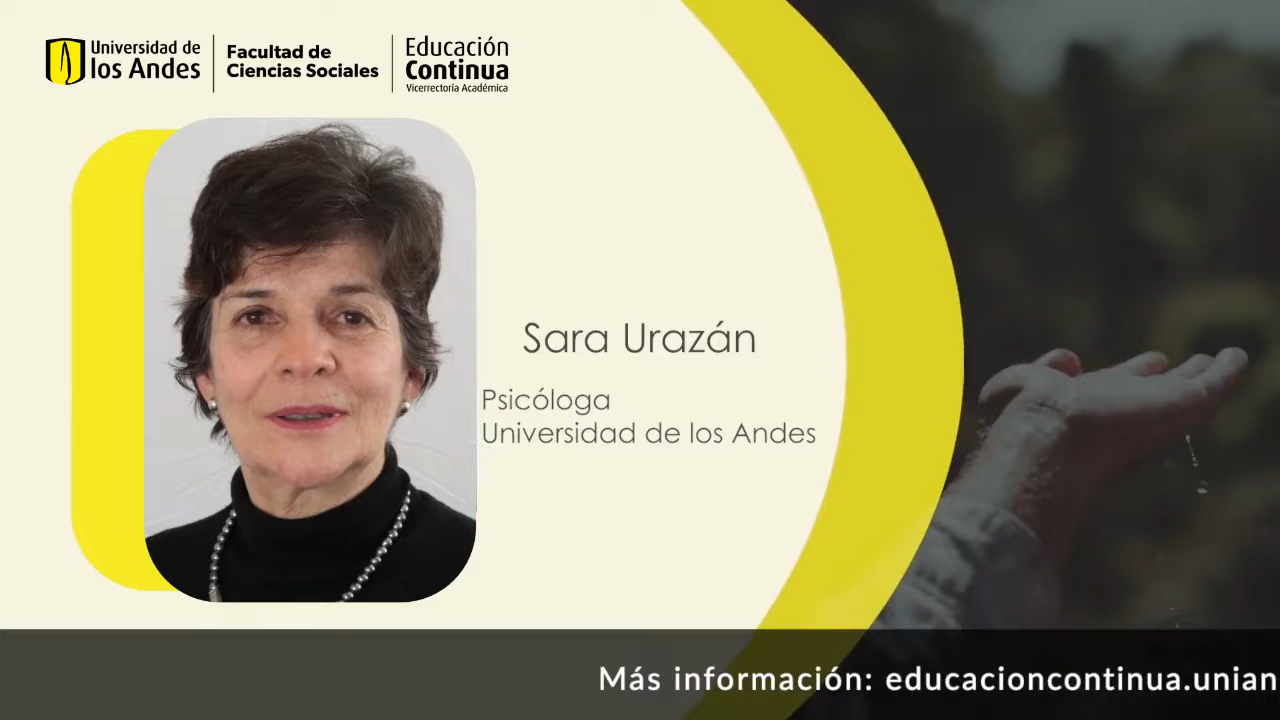 Universidad de
los Andes
Facultad de
Ciencias Sociales
Educación
Continua
Vicerrectoría Académica
Sara Urazán
Psicóloga
Universidad de los Andes
Más información: educacioncontinua.unian